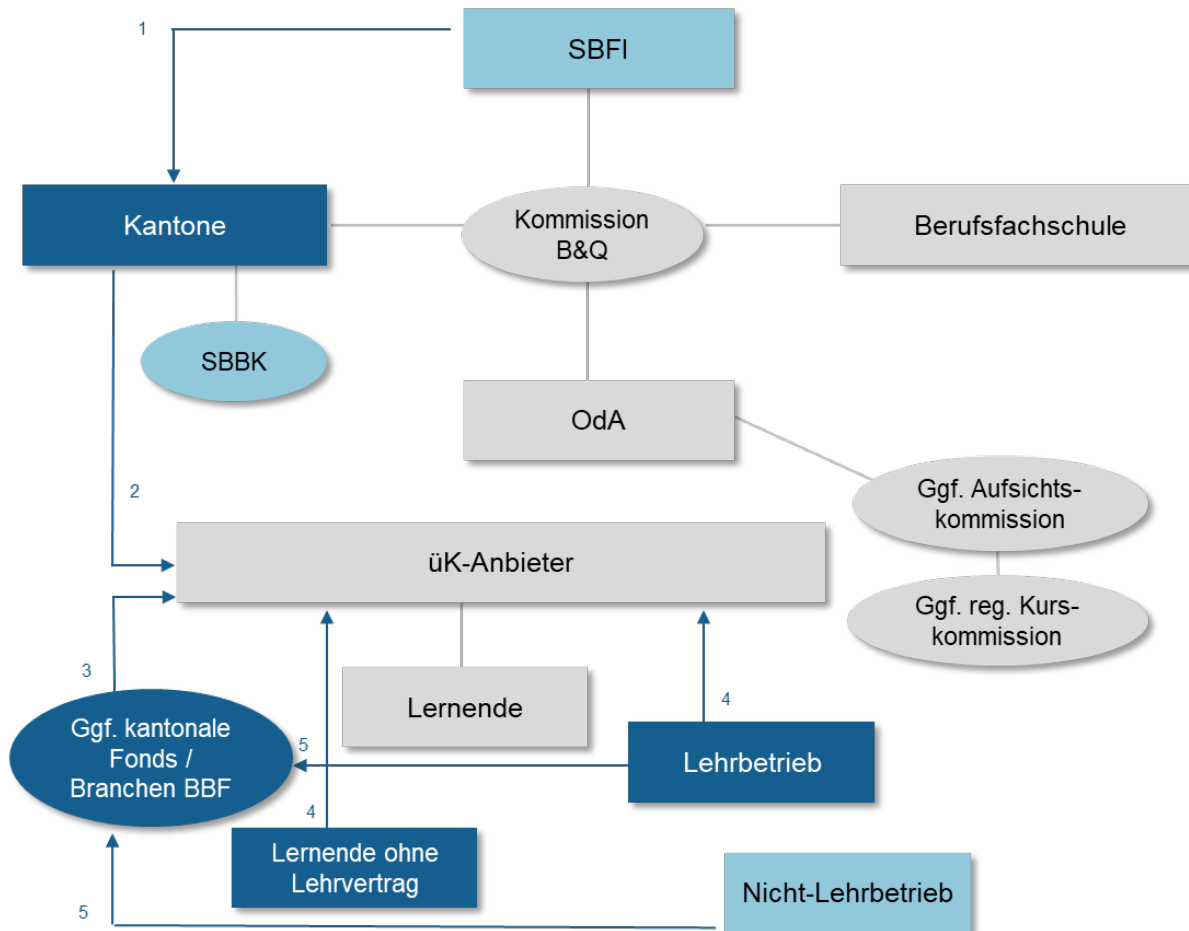 1
SBFI
Kantone
Kommission
B&Q
Berufsfachschule
SBBK
OdA
2
Ggf. Aufsichts-
kommission
üK-Anbieter
Ggf. reg. Kurs-
kommission
3
Lernende
4
Ggf. kantonale
Fonds /
Branchen BBF
5
Lehrbetrieb
4
Lernende ohne
Lehrvertrag
Nicht-Lehrbetrieb
5